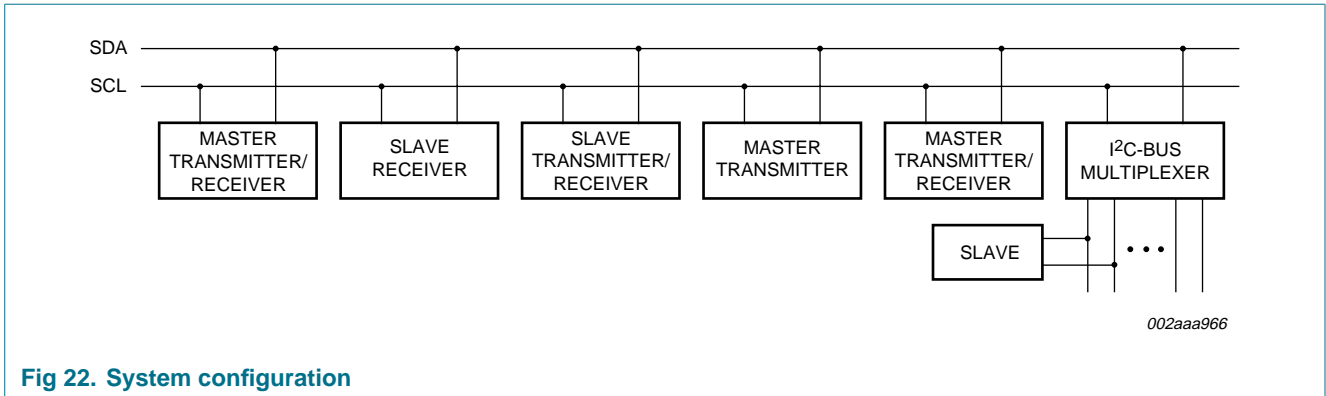 SDA
SCL
MASTER
TRANSMITTER/
RECEIVER
SLAVE
RECEIVER
SLAVE
TRANSMITTER/
RECEIVER
MASTER
TRANSMITTER
MASTER
TRANSMITTER/
RECEIVER
I²C-BUS
MULTIPLEXER
SLAVE
002aaa966
Fig 22. System configuration